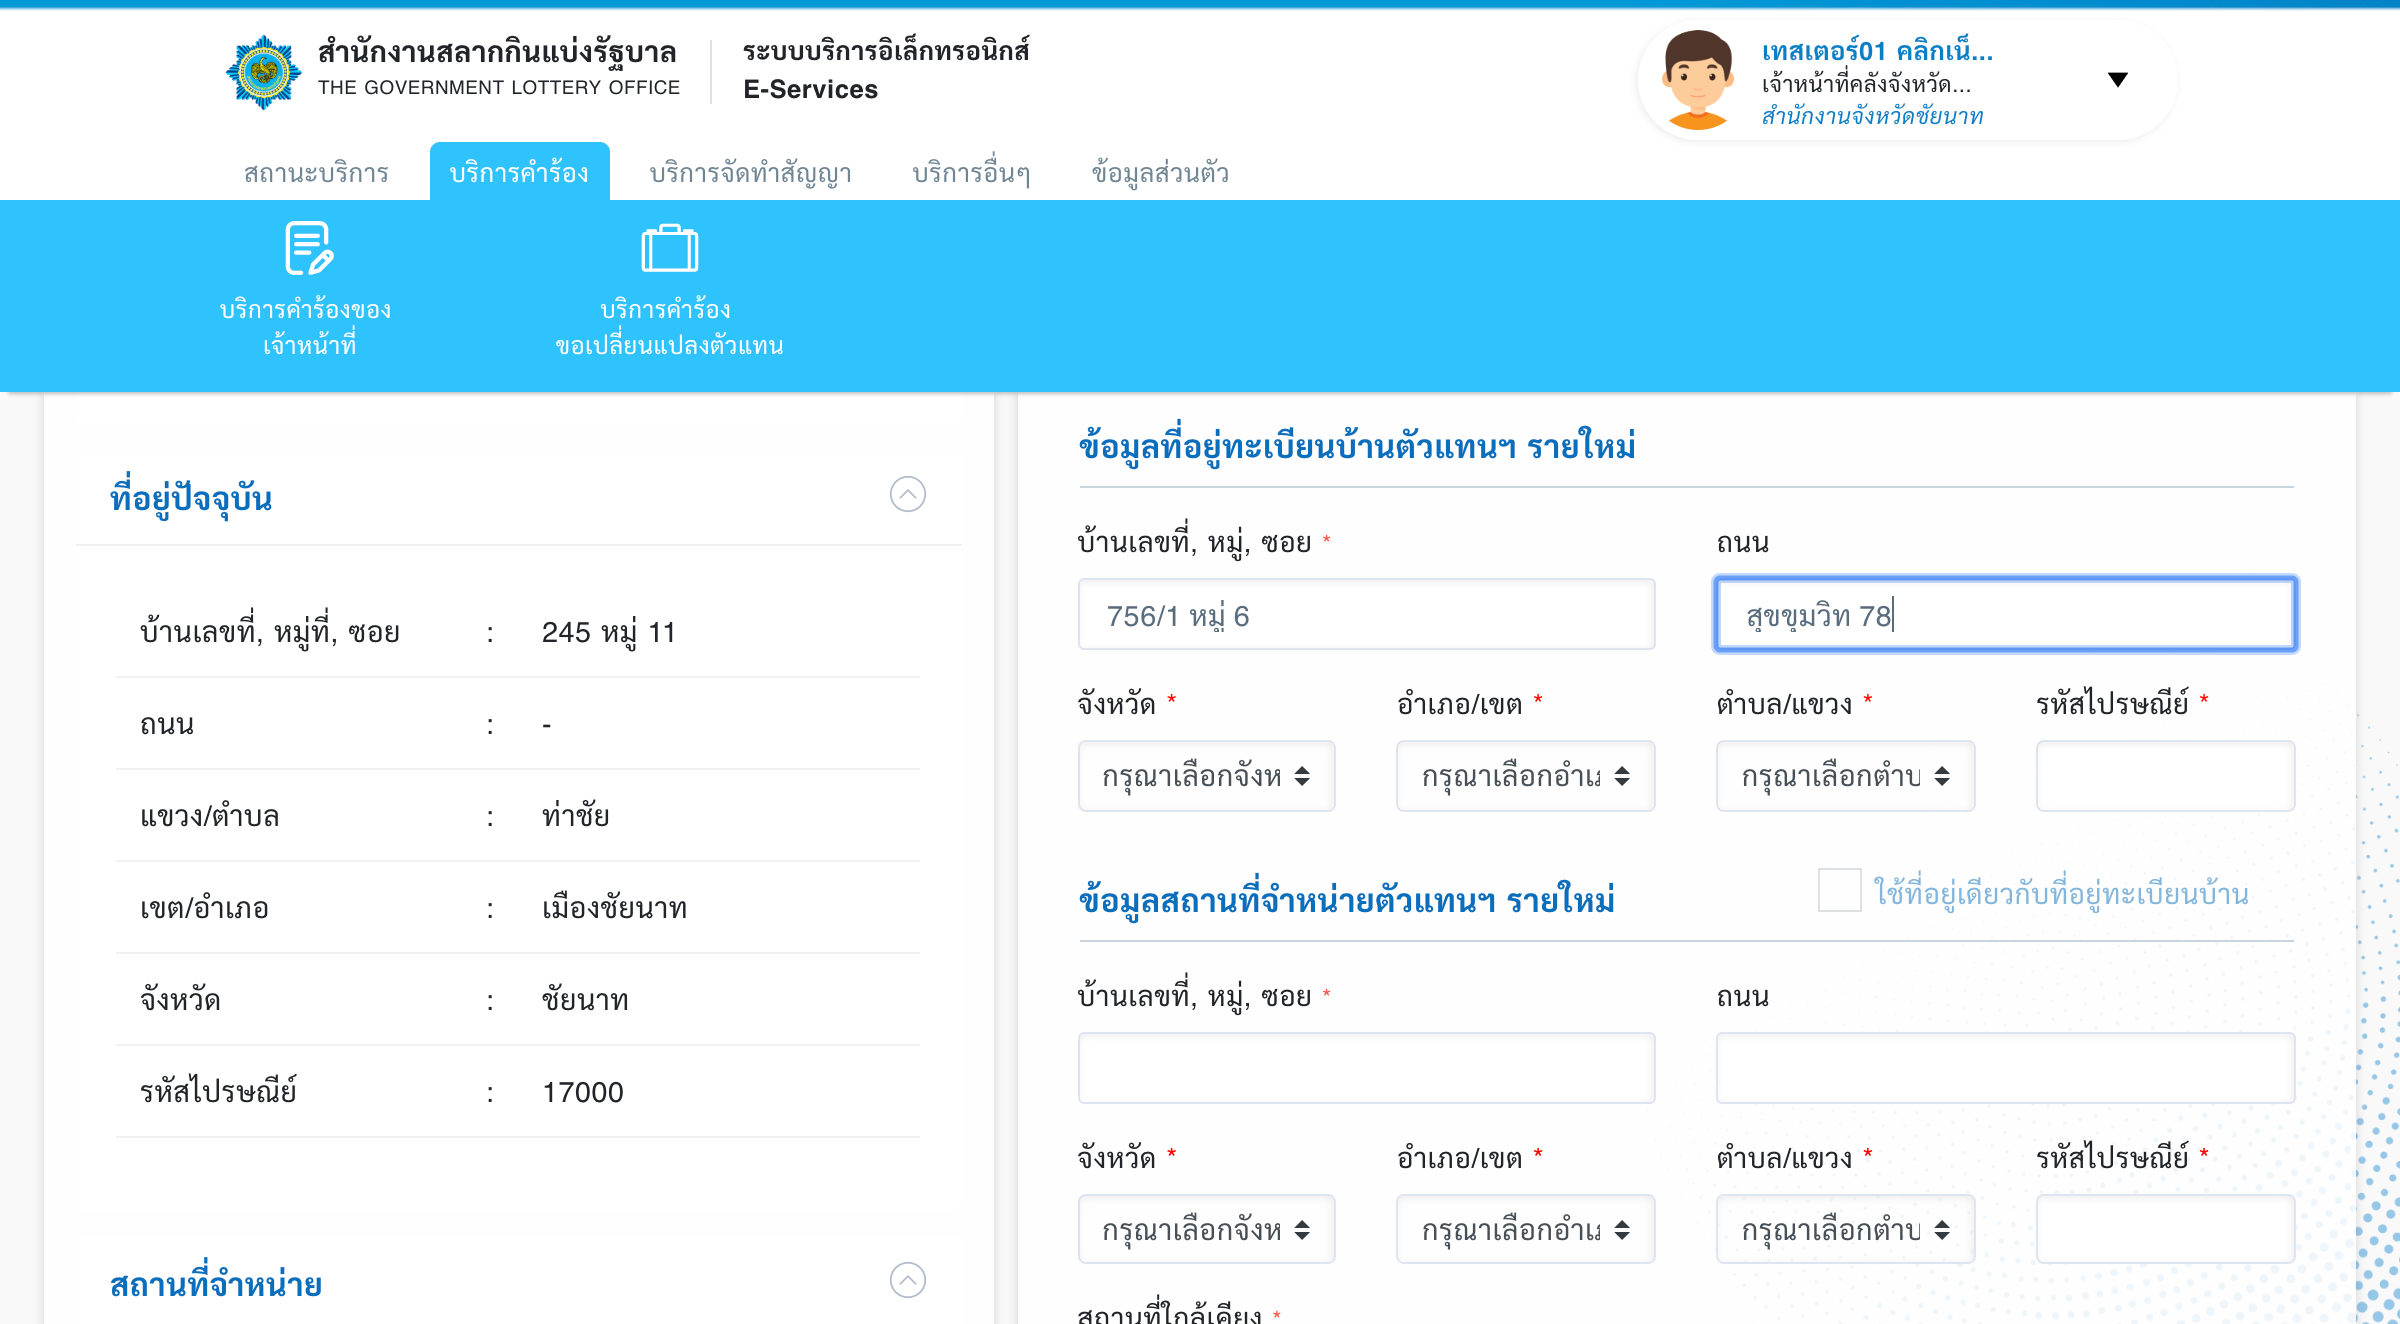 สำนักงานสลากกินแบ่งรัฐบาล
THE GOVERNMENT LOTTERY OFFICE
ระบบบริการอิเล็กทรอนิกส์
E-Services
เทสเตอร์01 คลิกเน็...
เจ้าหน้าที่คลังจังหวัด...
สำนักงานจังหวัดชัยนาท
สถานะบริการ
บริการคำร้อง
บริการจัดทำสัญญา
บริการอื่นๆ
ข้อมูลส่วนตัว
บริการคำร้องของ
เจ้าหน้าที่
บริการคำร้อง
ขอเปลี่ยนแปลงตัวแทน
ที่อยู่ปัจจุบัน
บ้านเลขที่, หมู่ที่, ซอย : 245 หมู่ 11
ถนน : -
แขวง/ตำบล : ท่าชัย
เขต/อำเภอ : เมืองชัยนาท
จังหวัด : ชัยนาท
รหัสไปรษณีย์ : 17000
สถานที่จำหน่าย
ข้อมูลที่อยู่ทะเบียนบ้านตัวแทนฯ รายใหม่
บ้านเลขที่, หมู่, ซอย * ถนน
756/1 หมู่ 6 สุขขุมวิท 78
จังหวัด * อำเภอ/เขต * ตำบล/แขวง * รหัสไปรษณีย์ *
กรุณาเลือกจังห กรุณาเลือกอำเภ กรุณาเลือกตำบ
ข้อมูลสถานที่จำหน่ายตัวแทนฯ รายใหม่ ใช้ที่อยู่เดียวกับที่อยู่ทะเบียนบ้าน
บ้านเลขที่, หมู่, ซอย * ถนน
จังหวัด * อำเภอ/เขต * ตำบล/แขวง * รหัสไปรษณีย์ *
กรุณาเลือกจังห กรุณาเลือกอำเภ กรุณาเลือกตำบ
สถานที่ใกล้เคียง *